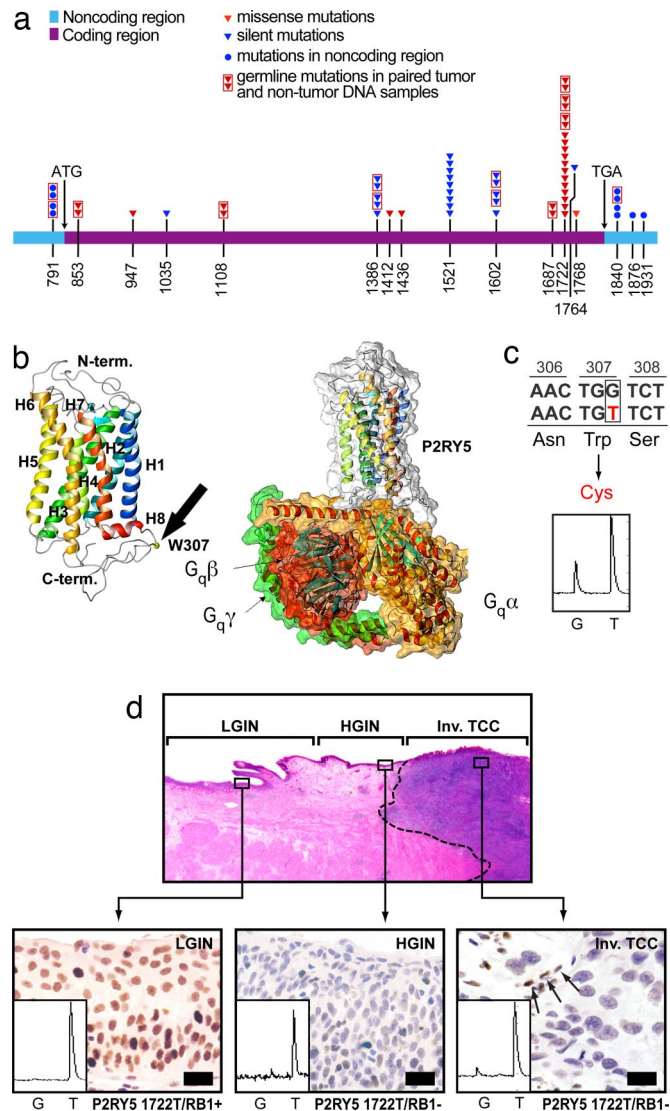 a
Noncoding region
Coding region
missense mutations
silent mutations
mutations in noncoding region
germline mutations in paired tumor
and non-tumor DNA samples
ATG
TGA
791
853
947
1035
1108
1386
1412
1436
1521
1602
1687
1722
1764
1768
1840
1876
1931
b
N-term.
H6
H7
H5
H2
H1
H4
H3
H8
W307
C-term.
P2RY5
Gqβ
Gqγ
Gqα
c
306 307 308
AAC TGG TCT
AAC TGT TCT
Asn Trp Ser
Cys
G T
d
LGIN HGIN Inv. TCC
LGIN
G T P2RY5 1722T/RB1+
HGIN
G T P2RY5 1722T/RB1-
Inv. TCC
G T P2RY5 1722T/RB1-